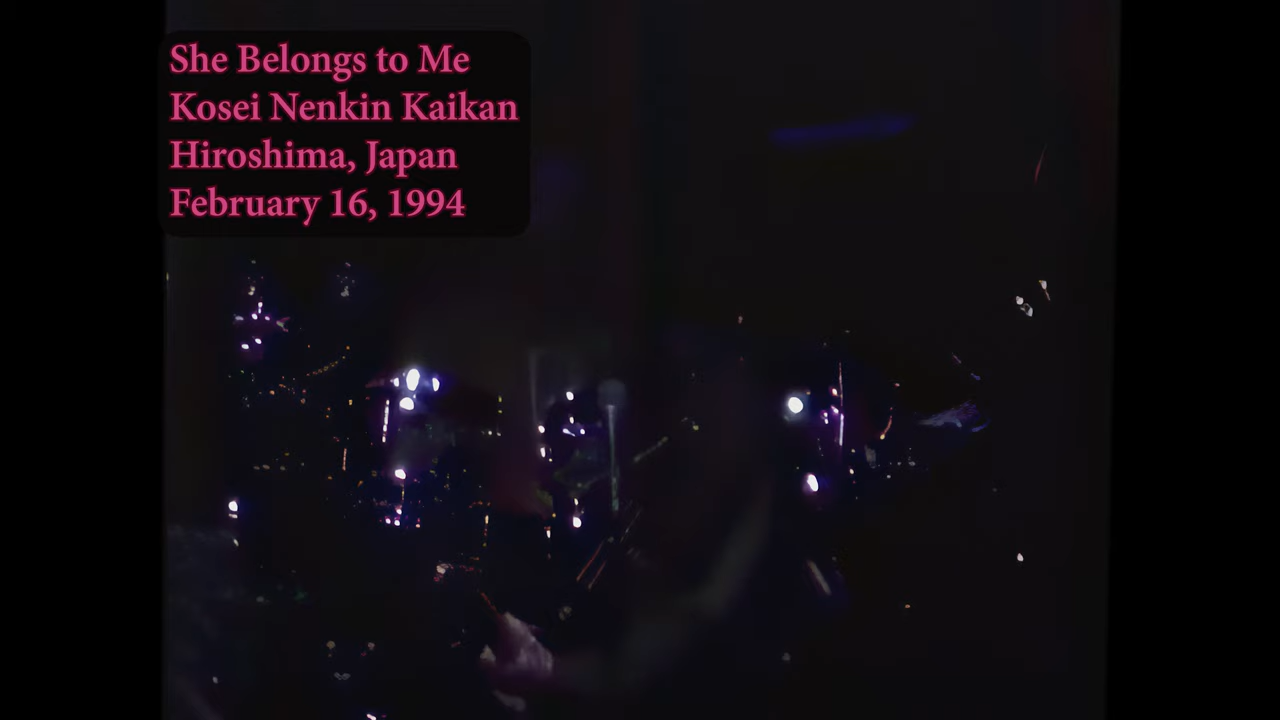 She Belongs to Me
Kosei Nenkin Kaikan
Hiroshima, Japan
February 16, 1994